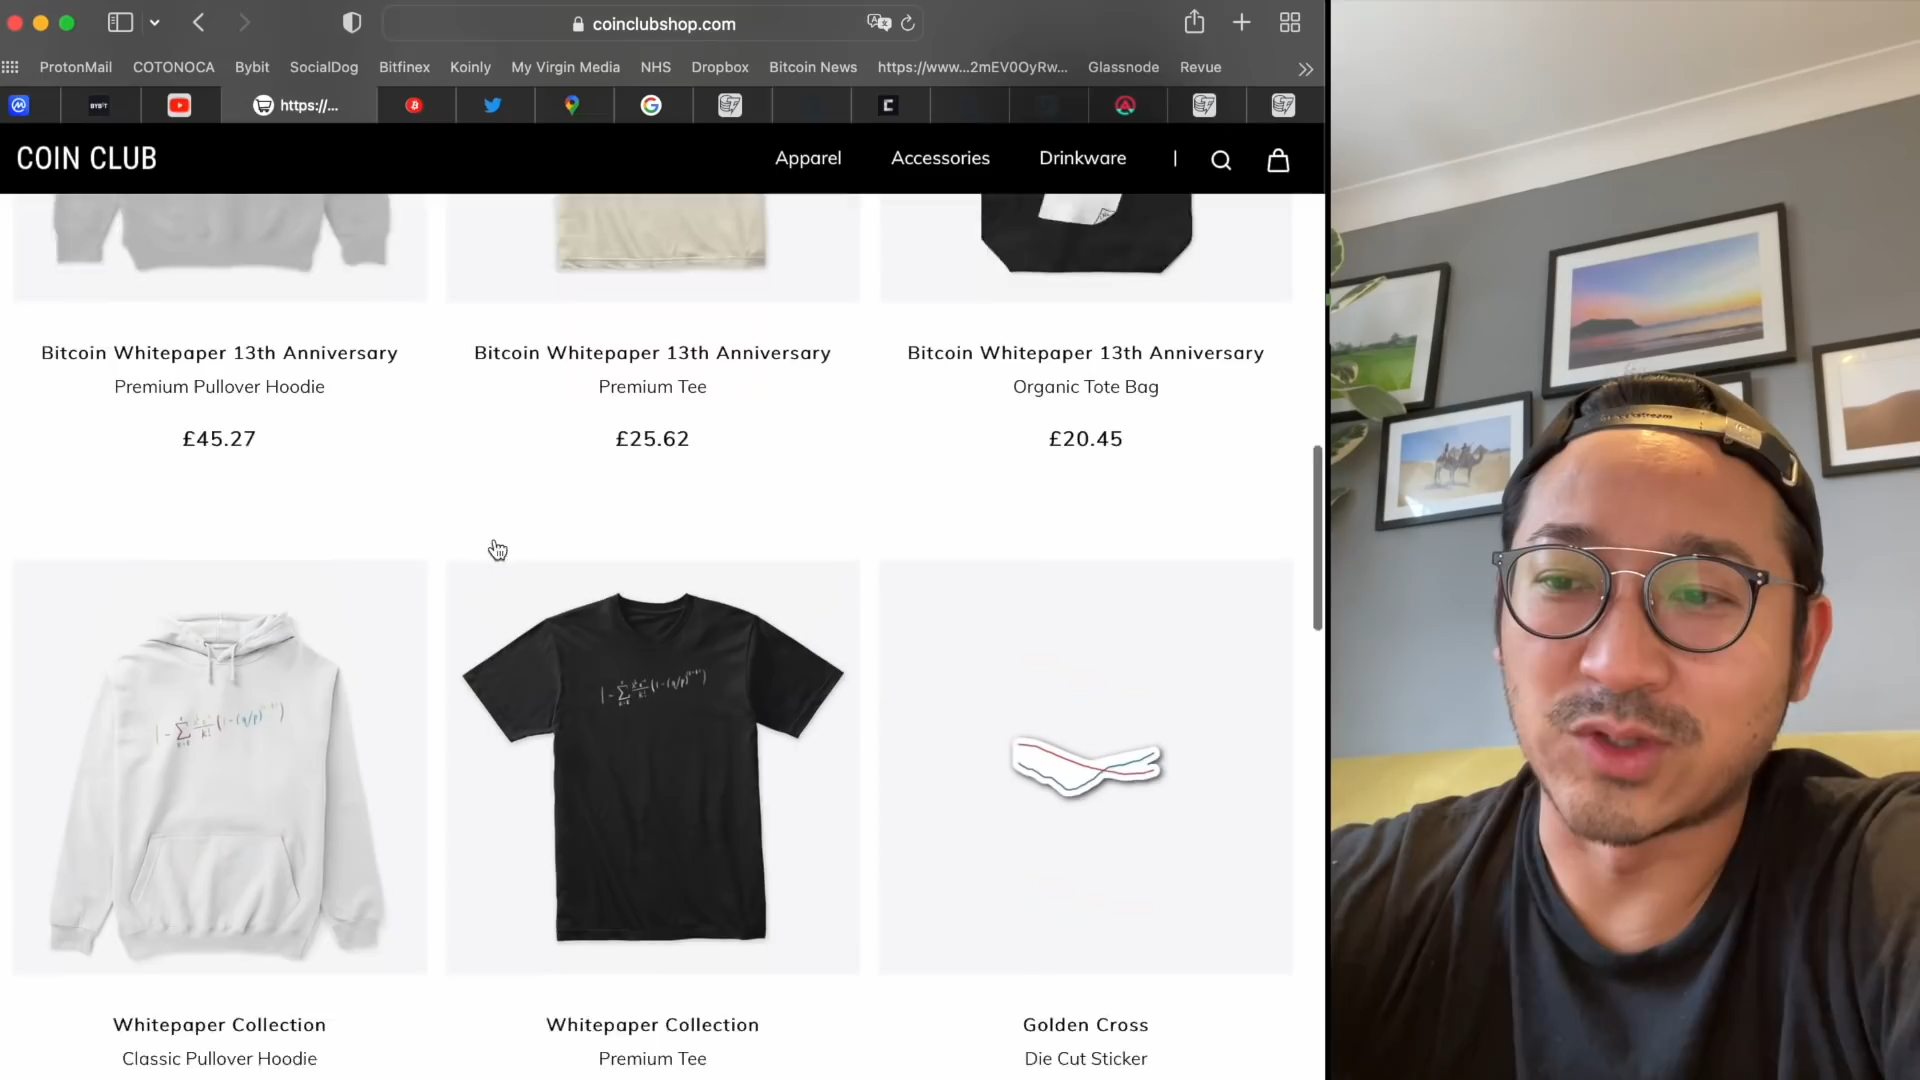 coinclubshop.com
ProtonMail COTONOCA Bybit SocialDog Bitfinex Koinly My Virgin Media NHS Dropbox Bitcoin News https://www...2mEV0OyRw... Glassnode Revue
https://...
COIN CLUB
Apparel Accessories Drinkware
Bitcoin Whitepaper 13th Anniversary
Premium Pullover Hoodie
£45.27
Bitcoin Whitepaper 13th Anniversary
Premium Tee
£25.62
Bitcoin Whitepaper 13th Anniversary
Organic Tote Bag
£20.45
Whitepaper Collection
Classic Pullover Hoodie
Whitepaper Collection
Premium Tee
Golden Cross
Die Cut Sticker